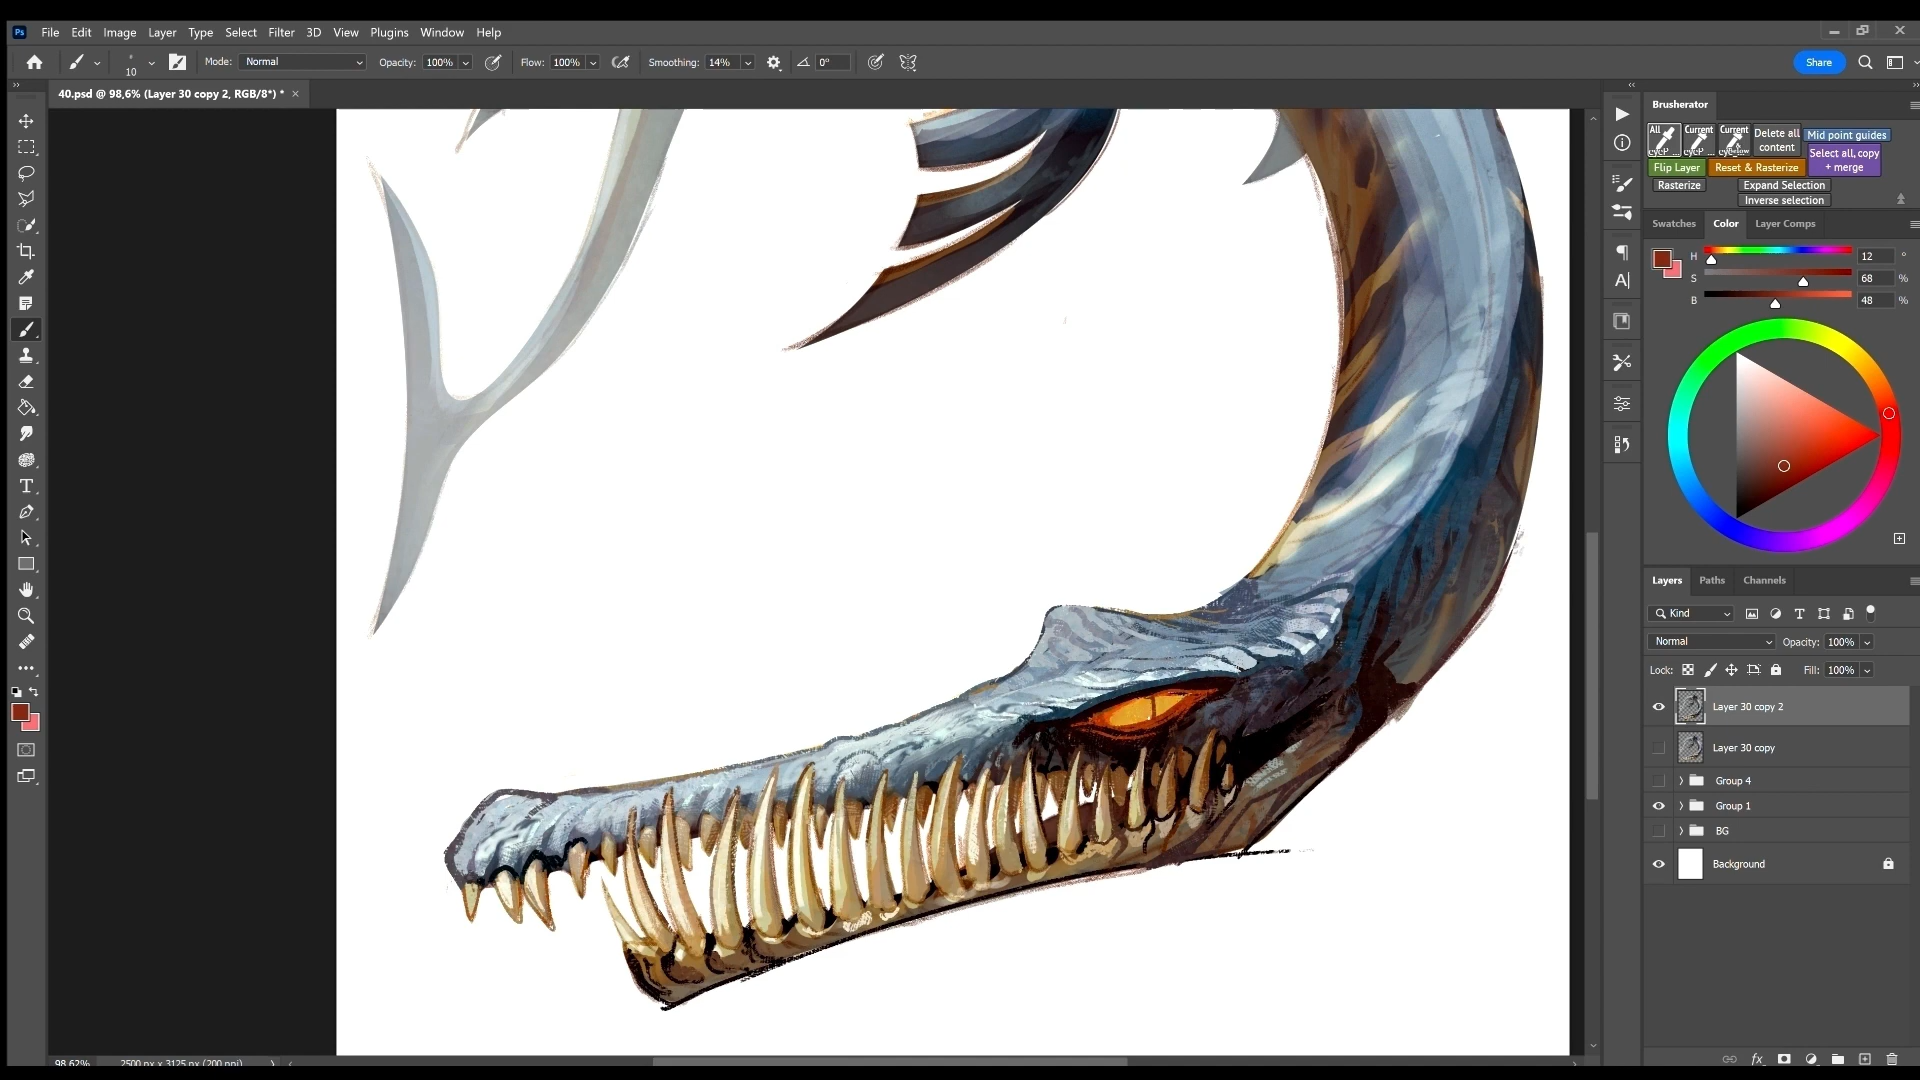 Ps File Edit Image Layer Type Select Filter 3D View Plugins Window Help
10 Mode: Normal Opacity: 100% Flow: 100% Smoothing: 14% 0° Share
40.psd @ 98,6% (Layer 30 copy 2, RGB/8*) * ×
Brusherator
All Current Current Delete all content Mid point guides
Select all, copy + merge
Flip Layer Reset & Rasterize
Rasterize Expand Selection
Inverse selection
Swatches Color Layer Comps
H 12 °
S 68 %
B 48 %
Layers Paths Channels
Kind
Normal Opacity: 100%
Lock: Fill: 100%
Layer 30 copy 2
Layer 30 copy
Group 4
Group 1
BG
Background
98,62% 2500 px x 3125 px (200 ppi)
fx